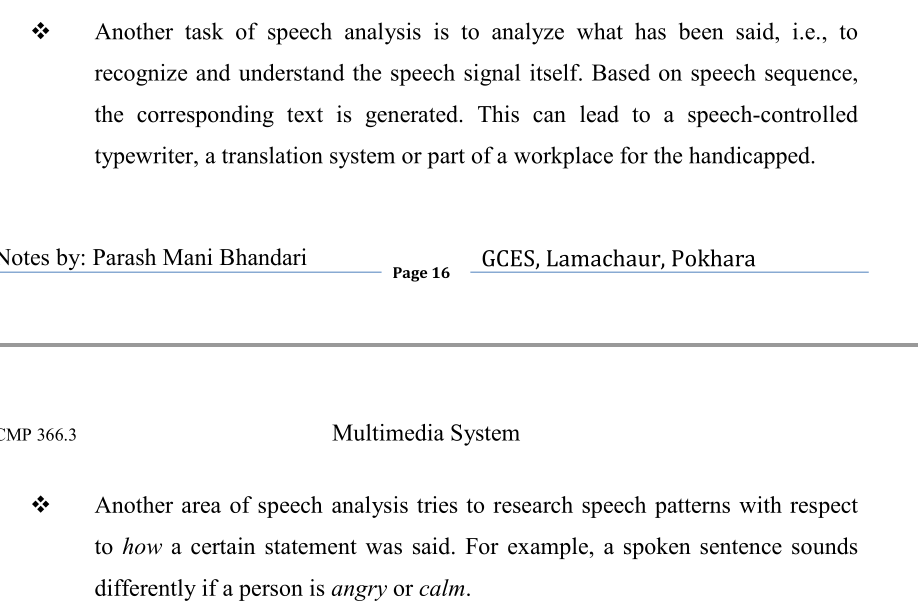 ❖ Another task of speech analysis is to analyze what has been said, i.e., to
recognize and understand the speech signal itself. Based on speech sequence,
the corresponding text is generated. This can lead to a speech-controlled
typewriter, a translation system or part of a workplace for the handicapped.
Notes by: Parash Mani Bhandari
Page 16
GCES, Lamachaur, Pokhara
CMP 366.3
Multimedia System
❖ Another area of speech analysis tries to research speech patterns with respect
to how a certain statement was said. For example, a spoken sentence sounds
differently if a person is angry or calm.